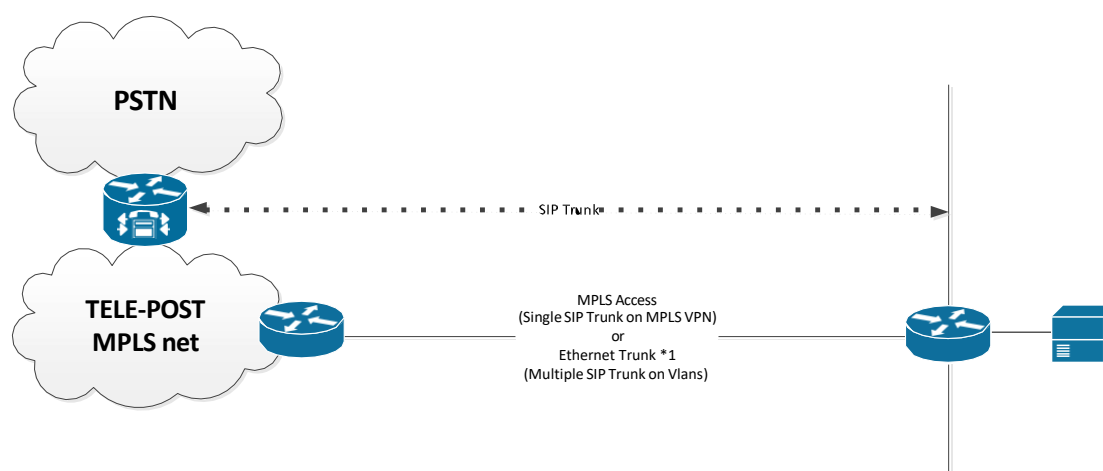 PSTN
SIP Trunk
TELE-POST
MPLS net
MPLS Access
(Single SIP Trunk on MPLS VPN)
or
Ethernet Trunk *1
(Multiple SIP Trunk on Vlans)